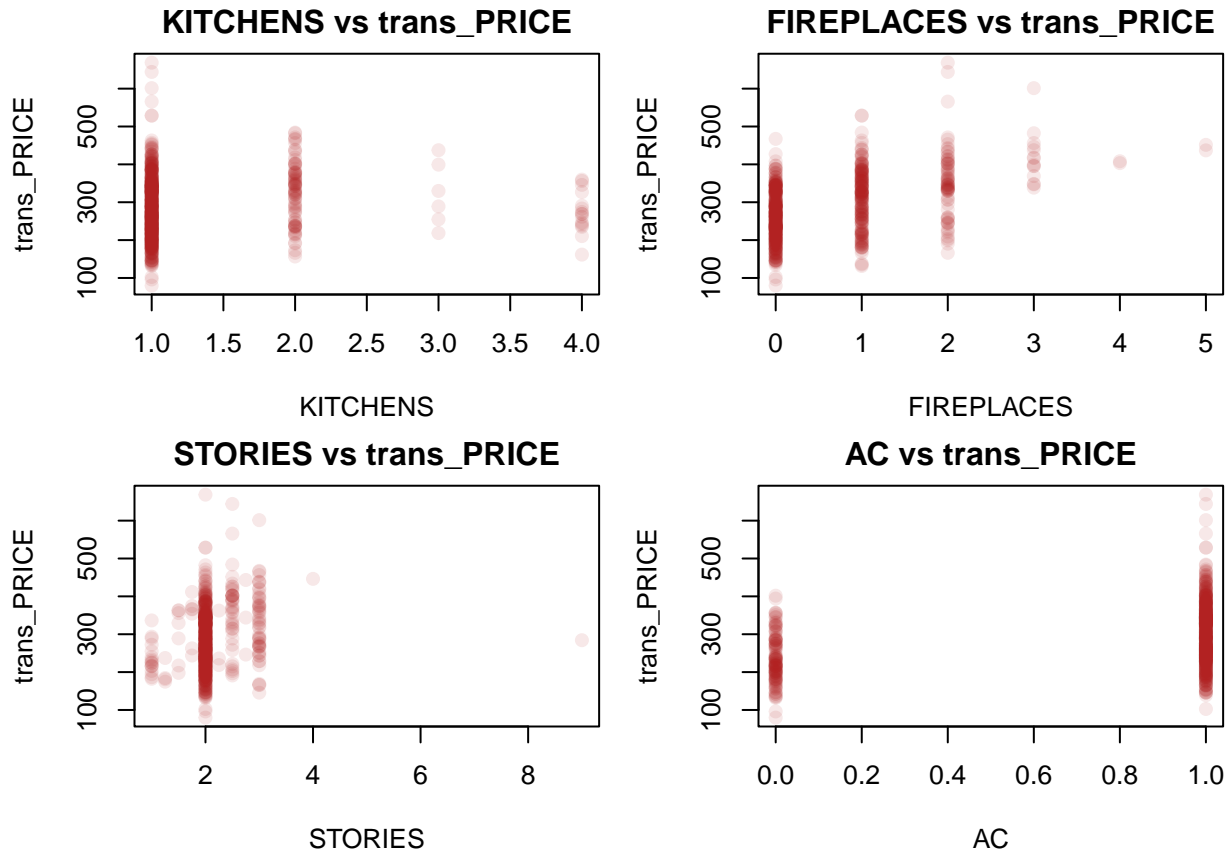 KITCHENS vs trans_PRICE
trans_PRICE
100 300 500
1.0 1.5 2.0 2.5 3.0 3.5 4.0
KITCHENS
FIREPLACES vs trans_PRICE
trans_PRICE
100 300 500
0 1 2 3 4 5
FIREPLACES
STORIES vs trans_PRICE
trans_PRICE
100 300 500
2 4 6 8
STORIES
AC vs trans_PRICE
trans_PRICE
100 300 500
0.0 0.2 0.4 0.6 0.8 1.0
AC